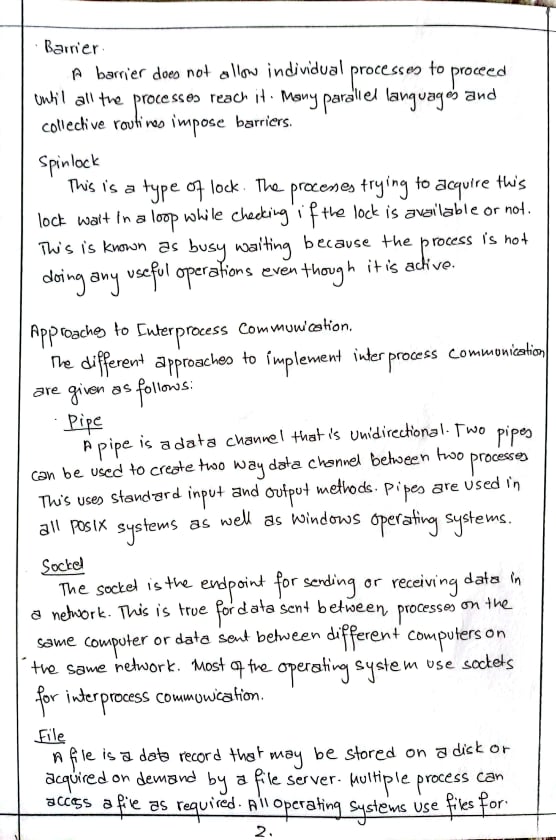 Barrier.
A barrier does not allow individual processes to proceed
until all the processes reach it. Many parallel languages and
collective routines impose barriers.
Spinlock
This is a type of lock. The processes trying to acquire this
lock wait in a loop while checking if the lock is available or not.
This is known as busy waiting because the process is not
doing any useful operations even though it is active.
Approaches to Interprocess Communication.
The different approaches to implement interprocess communication
are given as follows:
Pipe
A pipe is a data channel that is unidirectional. Two pipes
can be used to create two way data channel between two processes
This uses standard input and output methods. Pipes are used in
all POSIX systems as well as windows operating systems.
Socket
The socket is the endpoint for sending or receiving data in
a network. This is true for data sent between, processes on the
same computer or data sent between different computers on
the same network. Most of the operating system use sockets
for interprocess communication.
File
A file is a data record that may be stored on a dick or
acquired on demand by a file server. Multiple process can
access a fie as required. All operating systems use files for.
2.